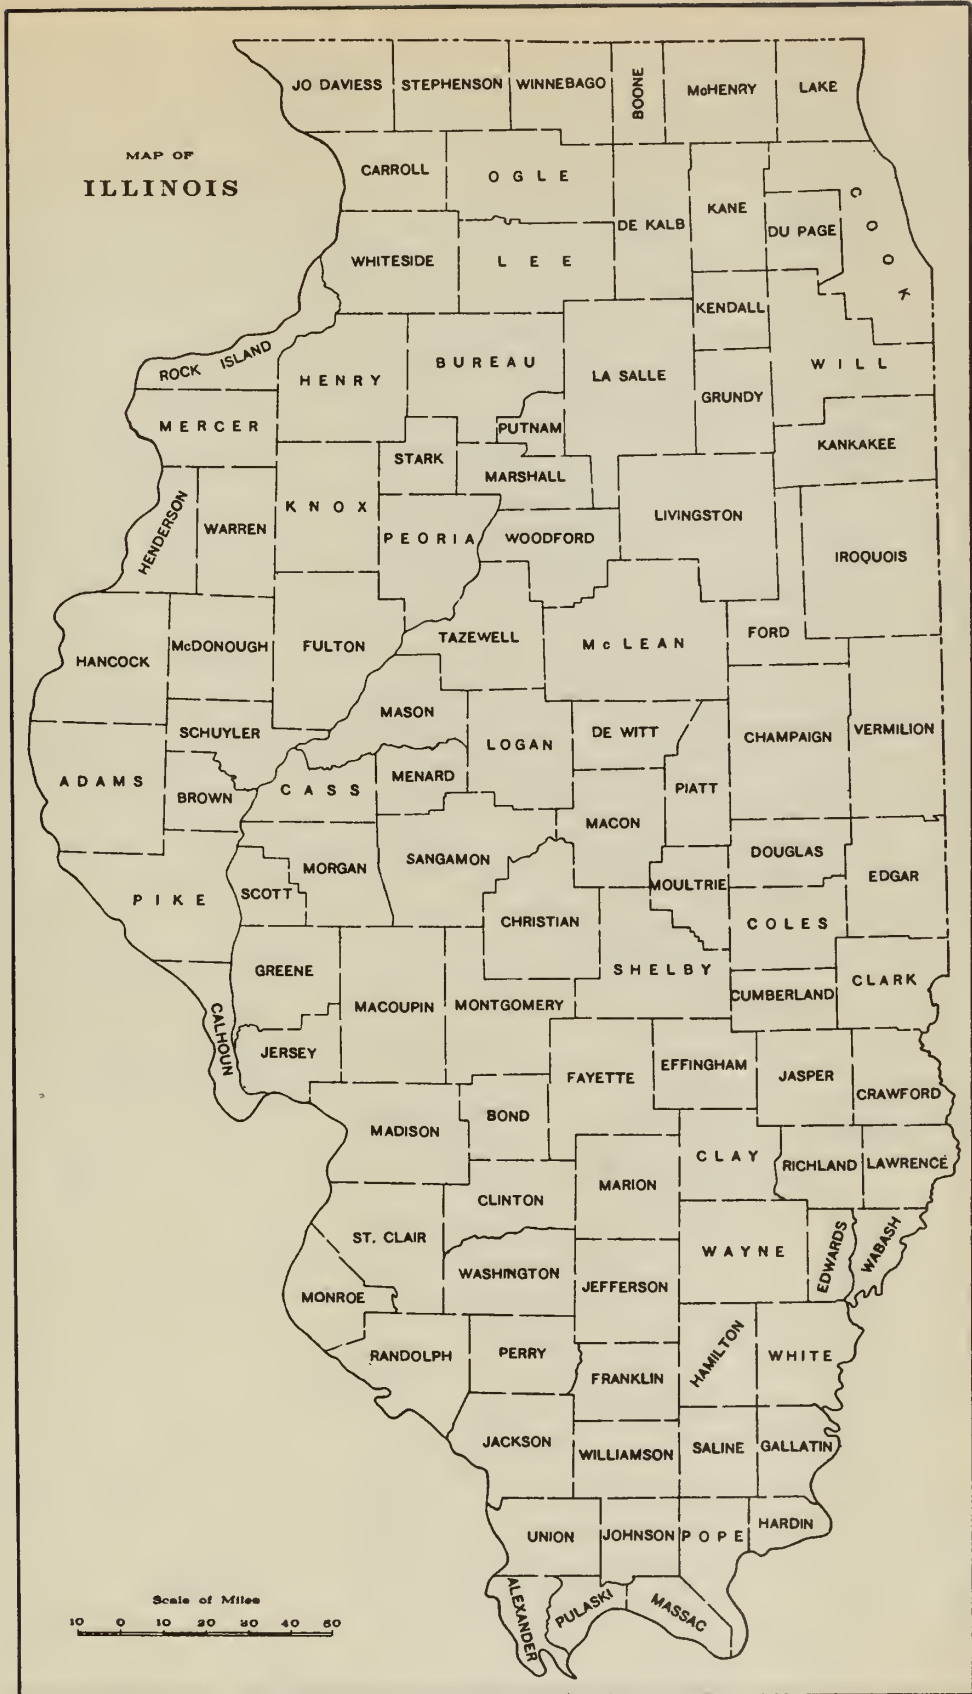 MAP OF
ILLINOIS
JO DAVIESS
STEPHENSON
WINNEBAGO
BOONE
McHENRY
LAKE
CARROLL
OGLE
DE KALB
KANE
COOK
DU PAGE
WHITESIDE
LEE
KENDALL
ROCK ISLAND
HENRY
BUREAU
LA SALLE
WILL
GRUNDY
MERCER
PUTNAM
KANKAKEE
STARK
MARSHALL
HENDERSON
WARREN
KNOX
PEORIA
WOODFORD
LIVINGSTON
IROQUOIS
HANCOCK
McDONOUGH
FULTON
TAZEWELL
McLEAN
FORD
MASON
SCHUYLER
LOGAN
DE WITT
CHAMPAIGN
VERMILION
ADAMS
BROWN
CASS
MENARD
PIATT
MACON
DOUGLAS
MORGAN
SANGAMON
MOULTRIE
EDGAR
PIKE
SCOTT
CHRISTIAN
COLES
GREENE
SHELBY
CLARK
CUMBERLAND
MACOUPIN
MONTGOMERY
CALHOUN
JERSEY
FAYETTE
EFFINGHAM
JASPER
CRAWFORD
MADISON
BOND
CLAY
RICHLAND
LAWRENCE
MARION
CLINTON
ST. CLAIR
WAYNE
EDWARDS
WABASH
WASHINGTON
JEFFERSON
MONROE
RANDOLPH
PERRY
HAMILTON
WHITE
FRANKLIN
JACKSON
WILLIAMSON
SALINE
GALLATIN
UNION
JOHNSON
POPE
HARDIN
ALEXANDER
PULASKI
MASSAC
Scale of Miles
10 0 10 20 30 40 50